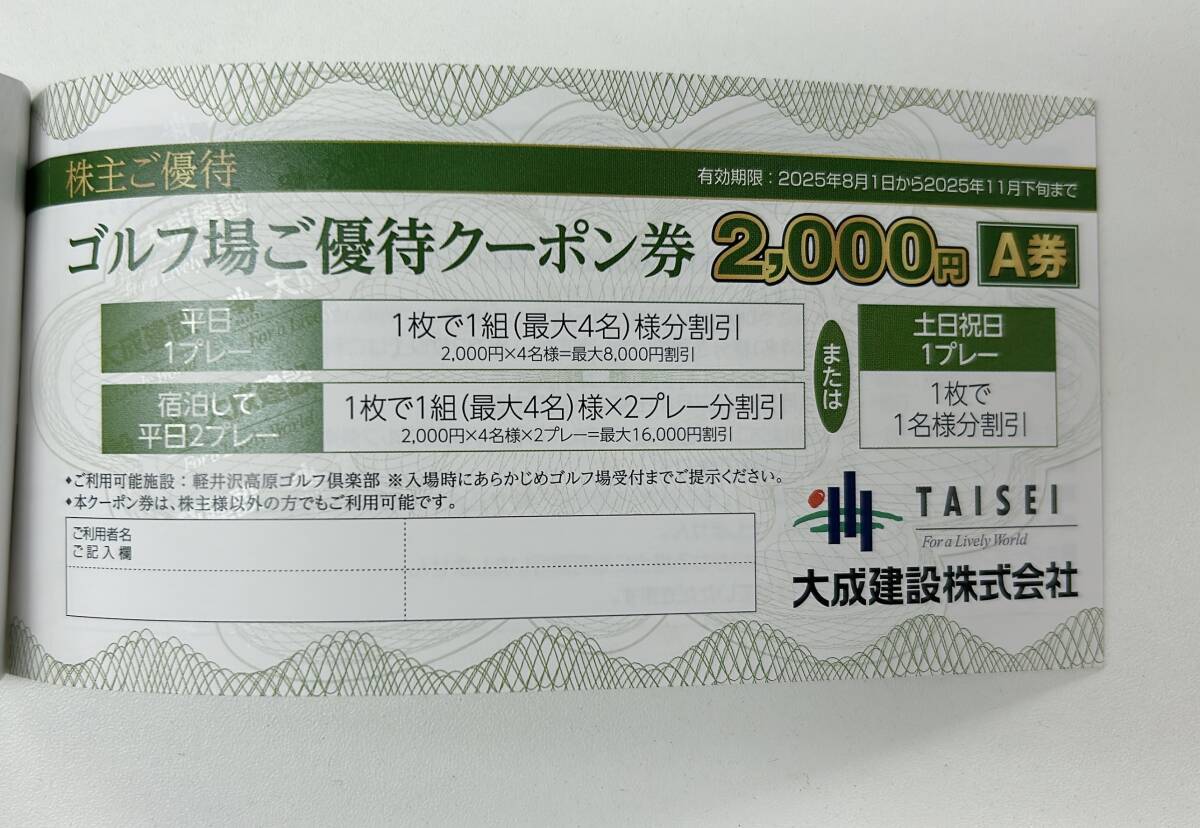 株主ご優待
有効期限：2025年8月1日から2025年11月下旬まで
ゴルフ場ご優待クーポン券 2,000円 A券
平日
1プレー
1枚で1組（最大4名）様分割引
2,000円×4名様=最大8,000円割引
宿泊して
平日2プレー
1枚で1組（最大4名）様×2プレー分割引
2,000円×4名様×2プレー=最大16,000円割引
または
土日祝日
1プレー
1枚で
1名様分割引
◆ご利用可能施設：軽井沢高原ゴルフ倶楽部 ※入場時にあらかじめゴルフ場受付までご提示ください。
◆本クーポン券は、株主様以外の方でもご利用可能です。
ご利用者名
ご記入欄
TAISEI
For a Lively World
大成建設株式会社